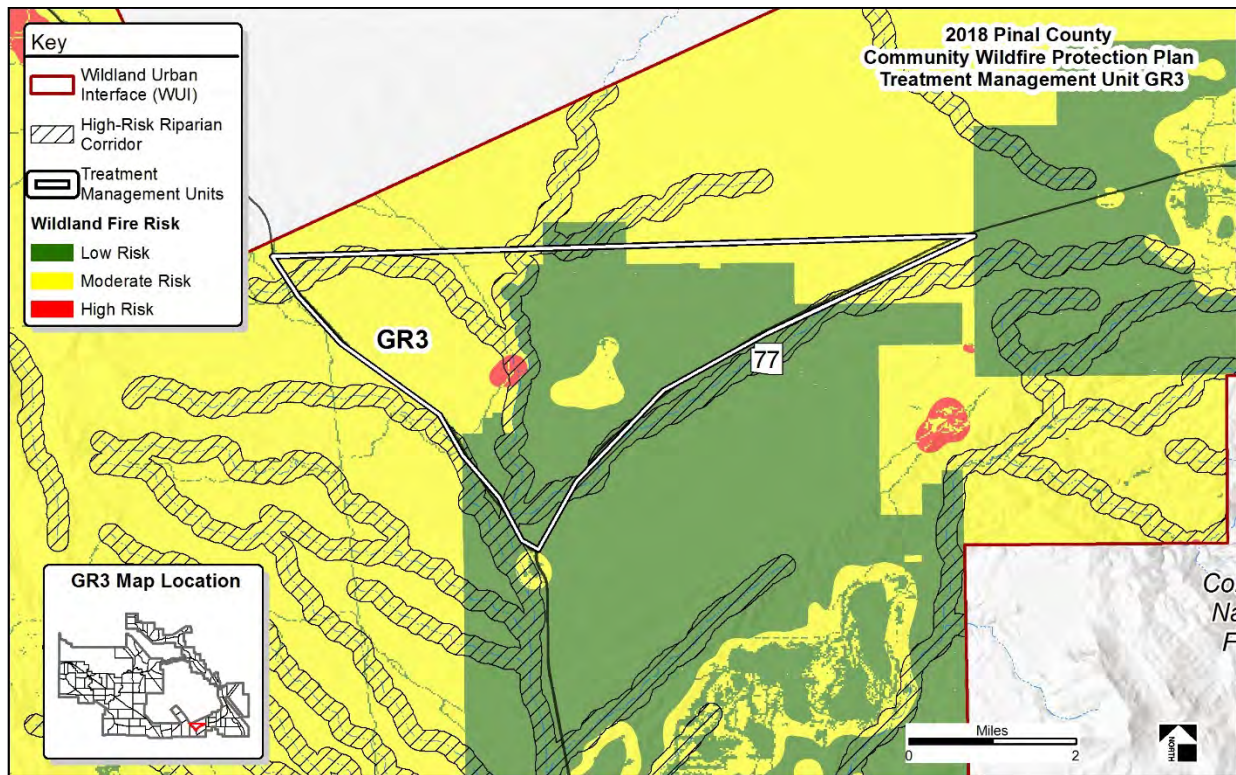 Key
Wildland Urban
Interface (WUI)
High-Risk Riparian
Corridor
Treatment
Management Units
Wildland Fire Risk
Low Risk
Moderate Risk
High Risk
2018 Pinal County
Community Wildfire Protection Plan
Treatment Management Unit GR3
GR3
77
GR3 Map Location
Miles
0 2
NORTH
Na
F